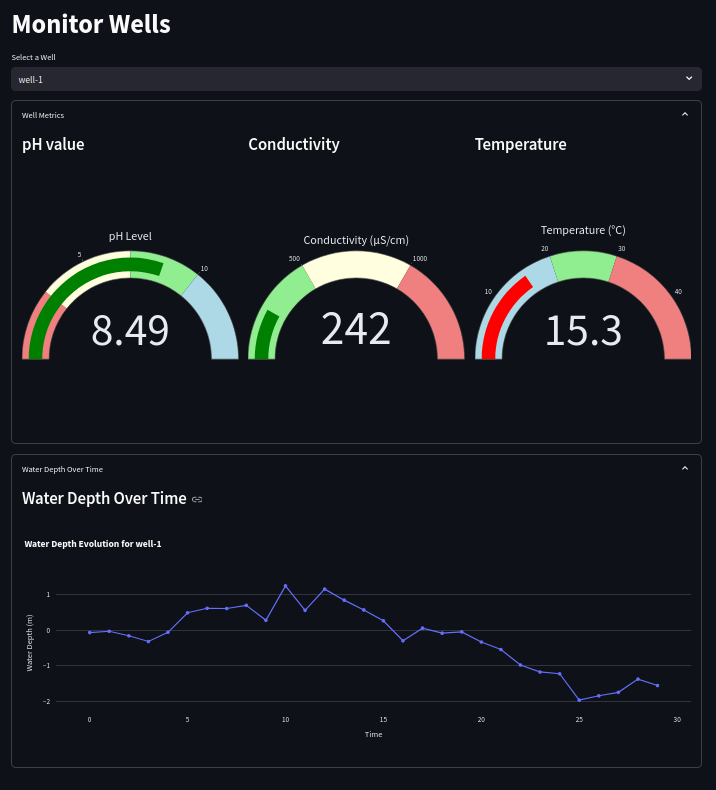 Monitor Wells
Select a Well
well-1
Well Metrics
pH value
Conductivity
Temperature
pH Level
5
10
8.49
Conductivity (µS/cm)
500
1000
242
Temperature (°C)
10
20
30
40
15.3
Water Depth Over Time
Water Depth Over Time
Water Depth Evolution for well-1
Water Depth (m)
1
0
−1
−2
0 5 10 15 20 25 30
Time